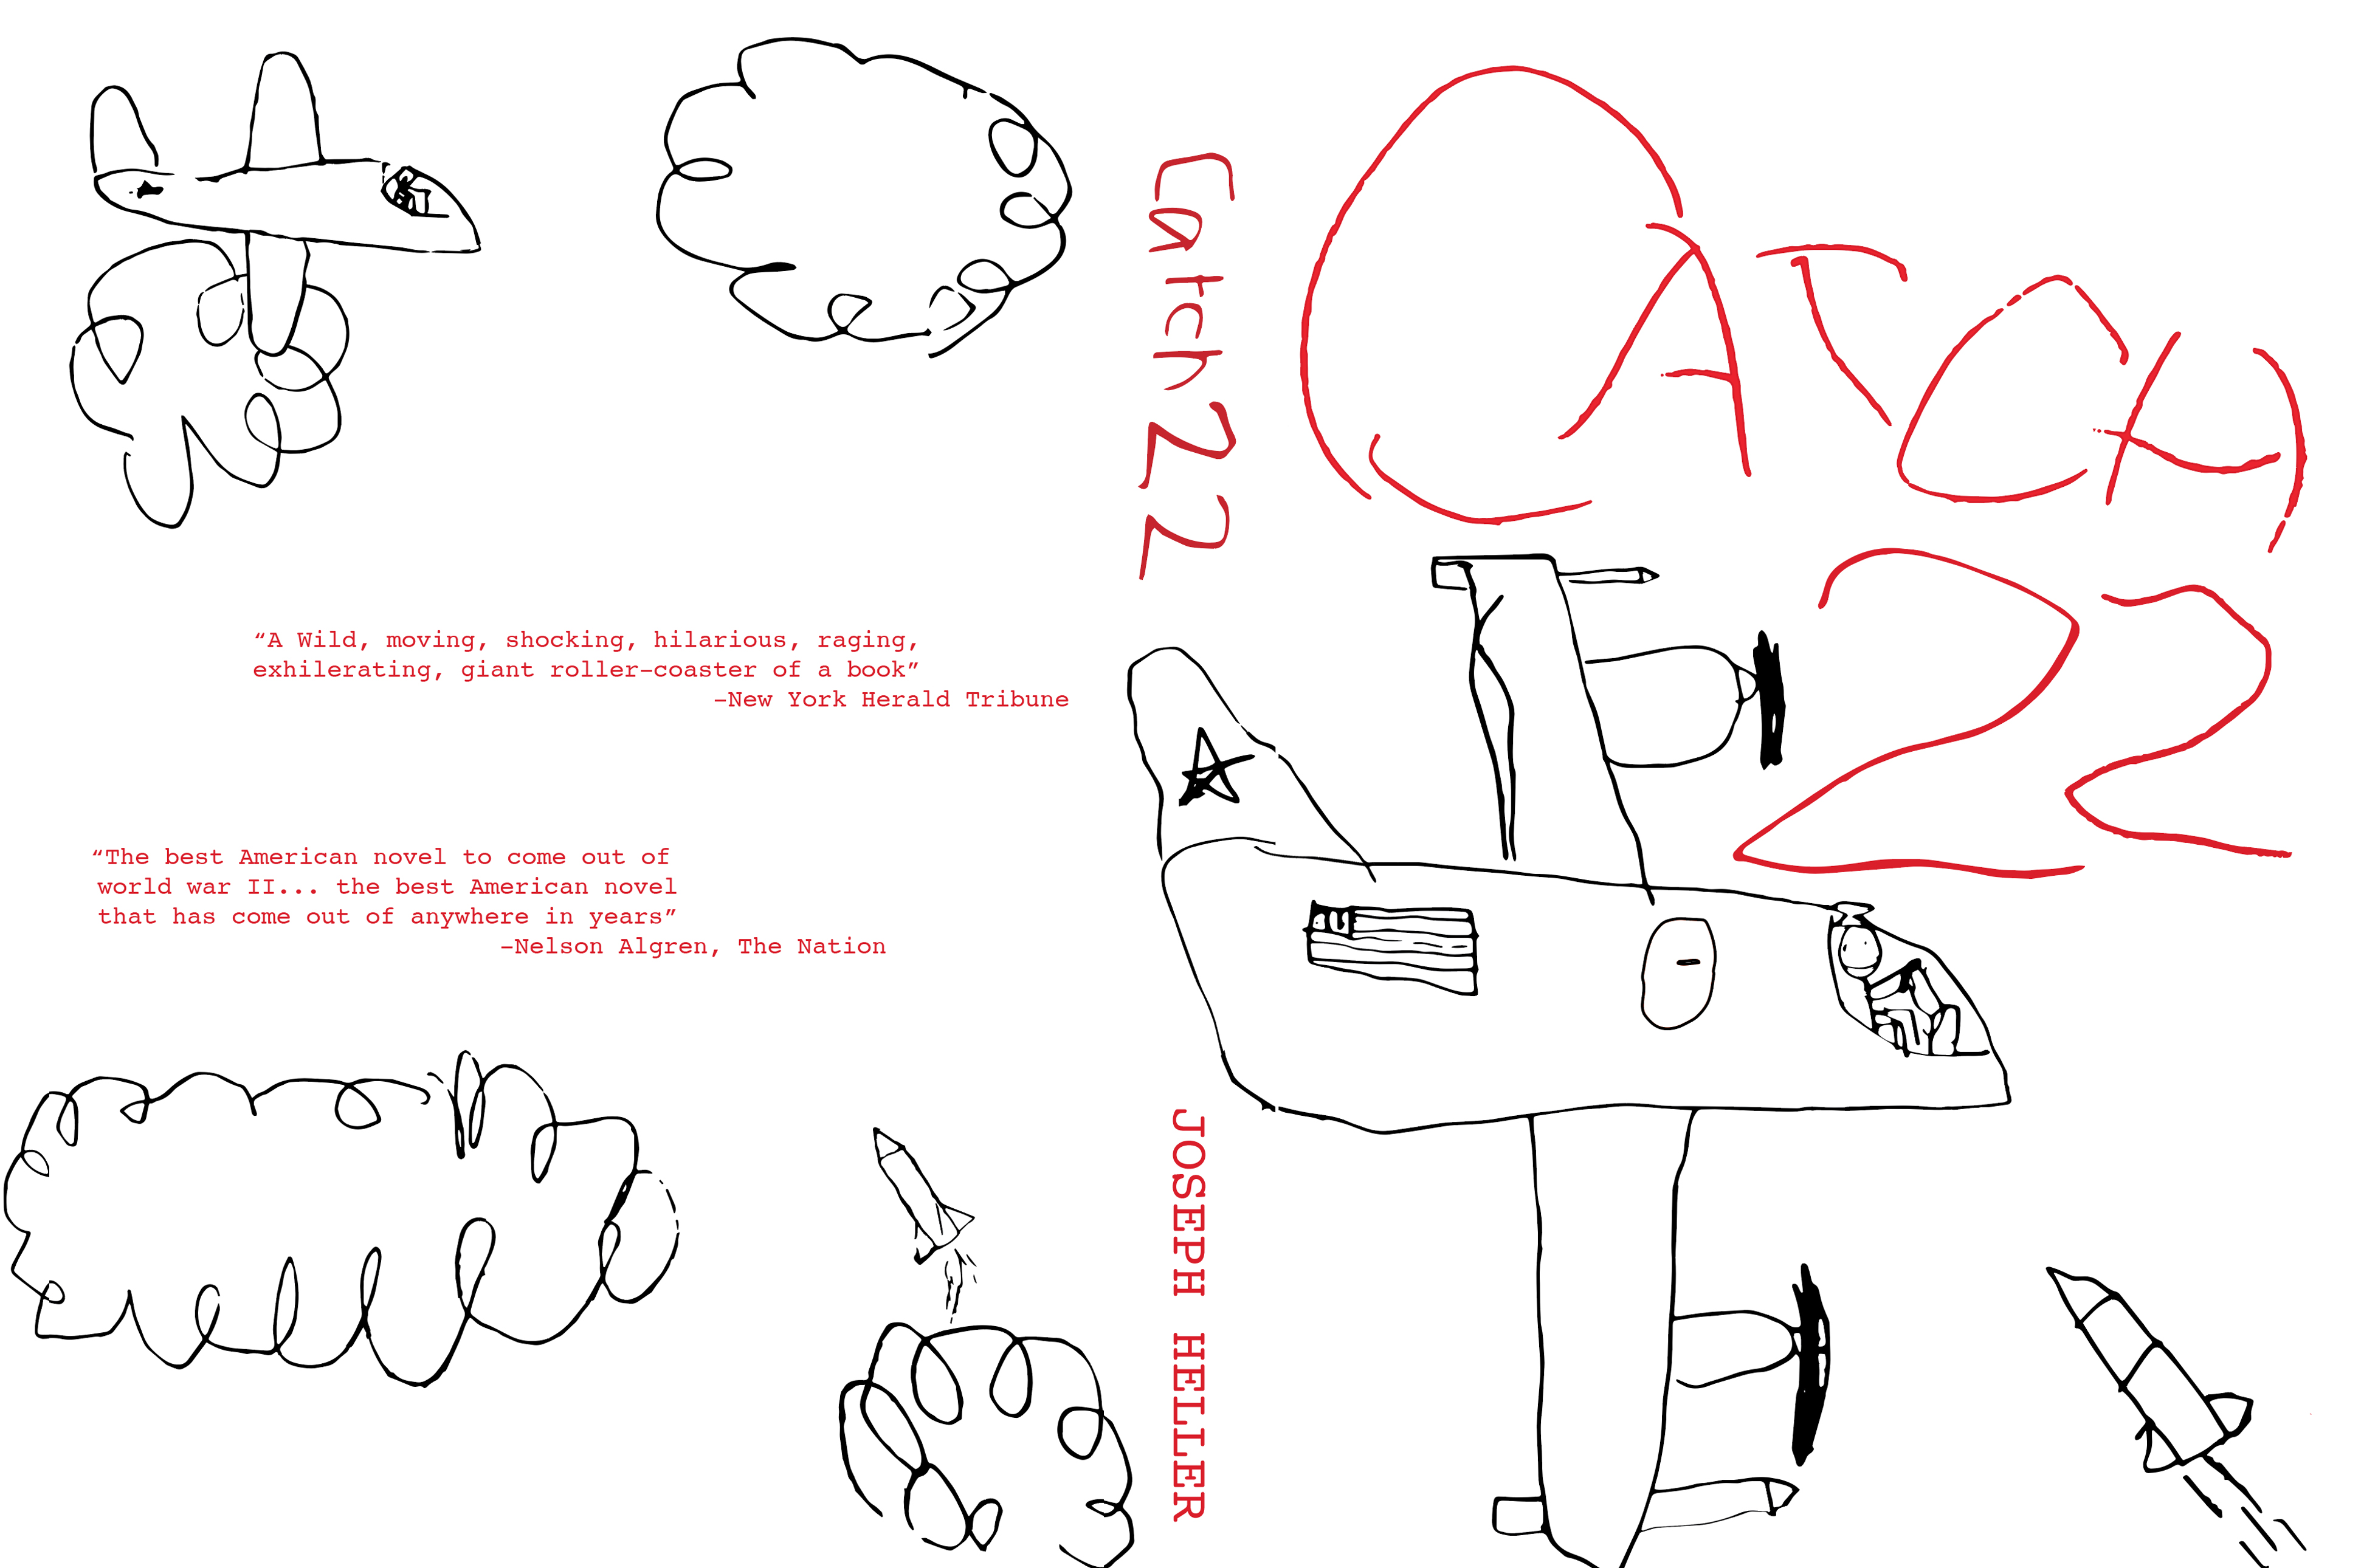 “A Wild, moving, shocking, hilarious, raging,
exhilerating, giant roller-coaster of a book”
-New York Herald Tribune
“The best American novel to come out of
world war II... the best American novel
that has come out of anywhere in years”
-Nelson Algren, The Nation
Catch 22
JOSEPH HELLER
CATCH
22
A